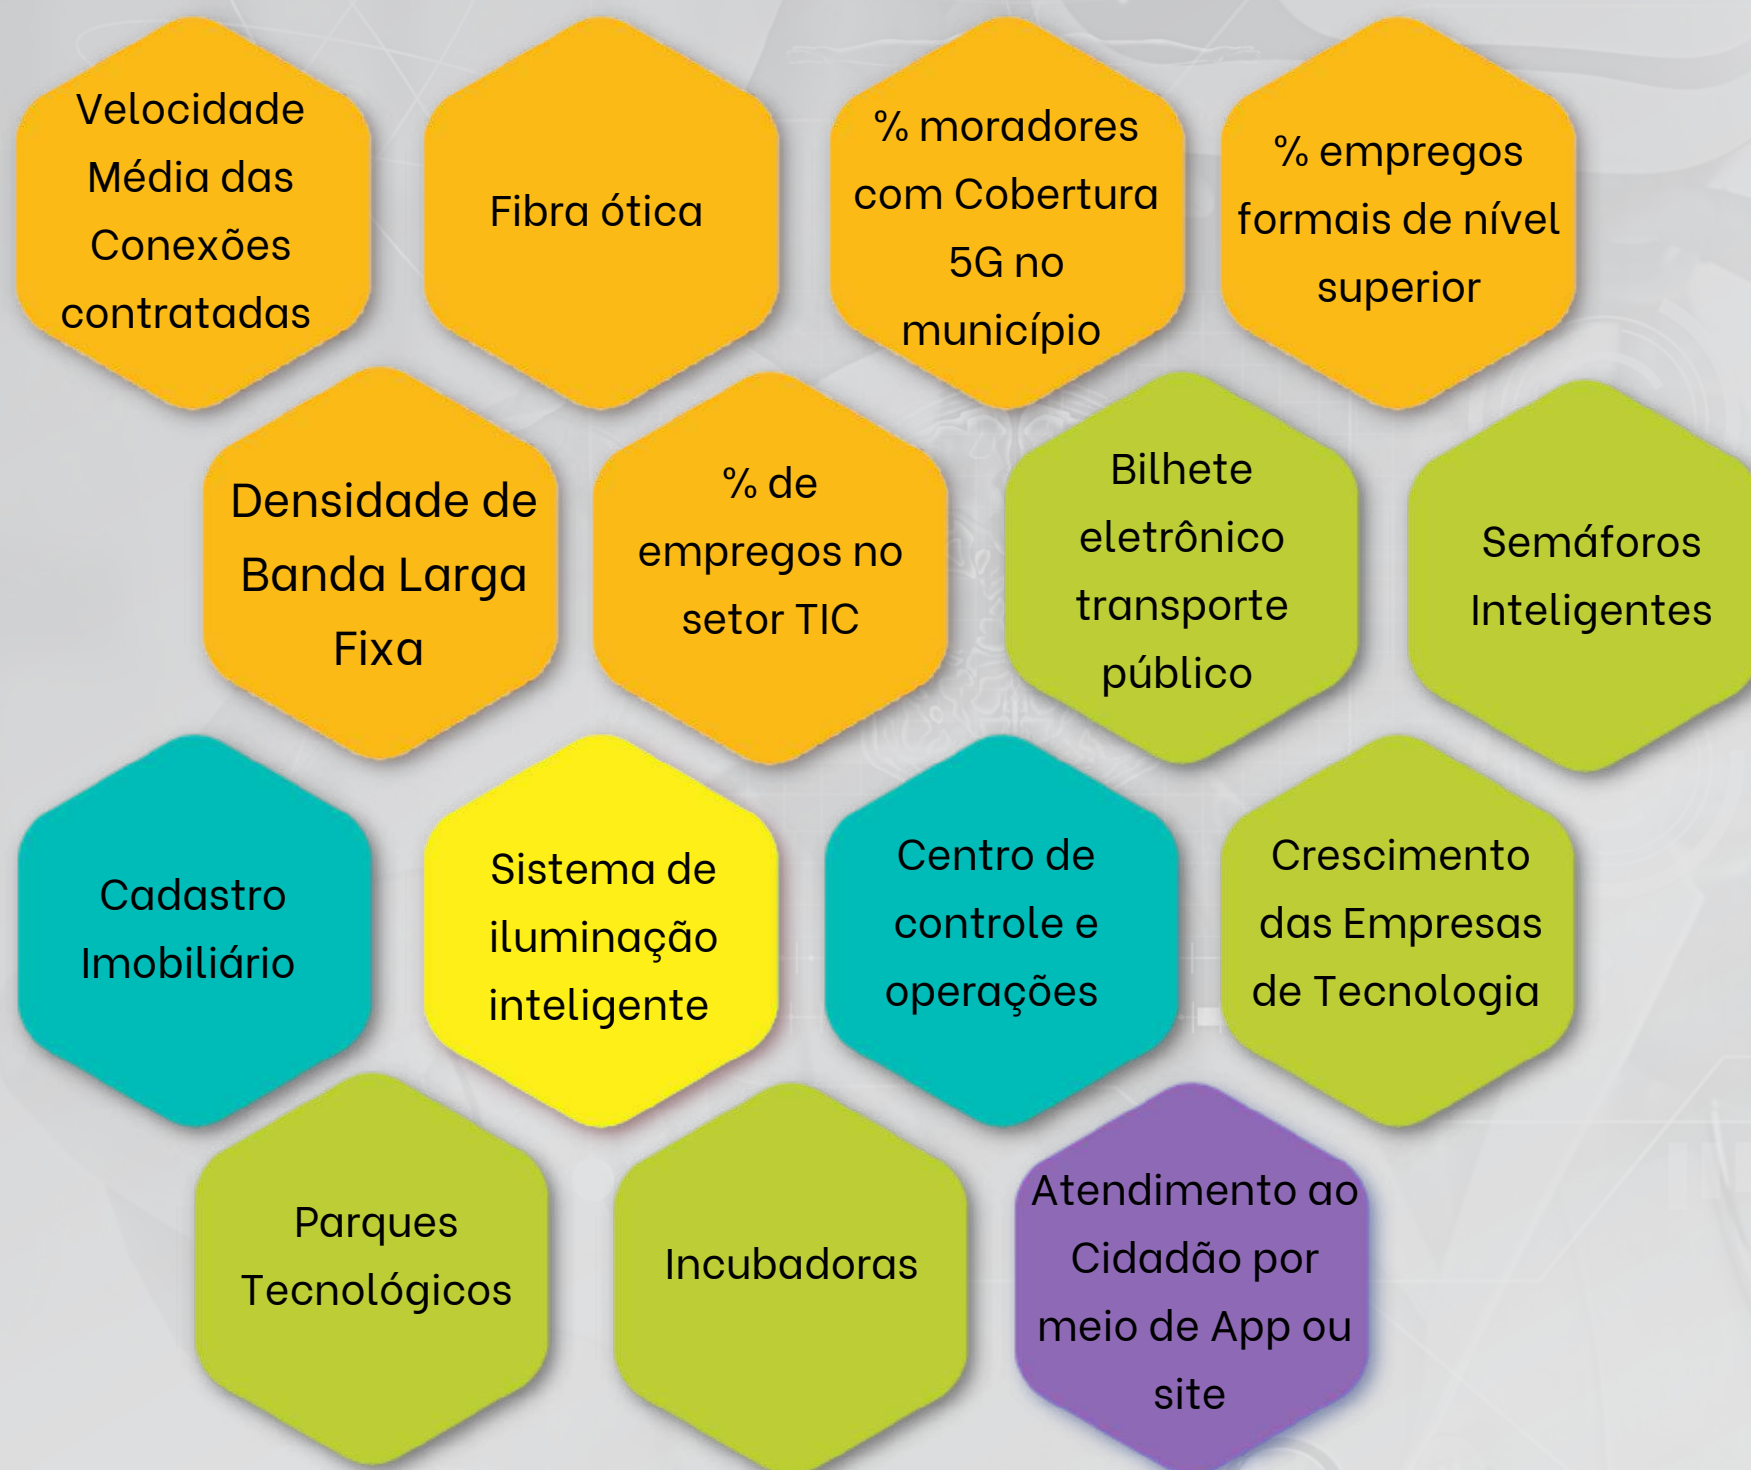 Velocidade
Média das
Conexões
contratadas
Fibra ótica
% moradores
com Cobertura
5G no
município
% empregos
formais de nível
superior
Densidade de
Banda Larga
Fixa
% de
empregos no
setor TIC
Bilhete
eletrônico
transporte
público
Semáforos
Inteligentes
Cadastro
Imobiliário
Sistema de
iluminação
inteligente
Centro de
controle e
operações
Crescimento
das Empresas
de Tecnologia
Parques
Tecnológicos
Incubadoras
Atendimento ao
Cidadão por
meio de App ou
site